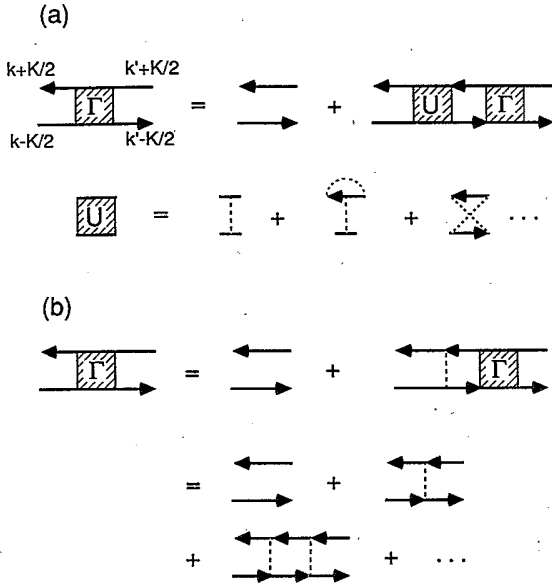 (a)
k+K/2 k'+K/2
Γ = + U Γ
k-K/2 k'-K/2
U = + + ...
(b)
Γ = + Γ
= +
+ + ...